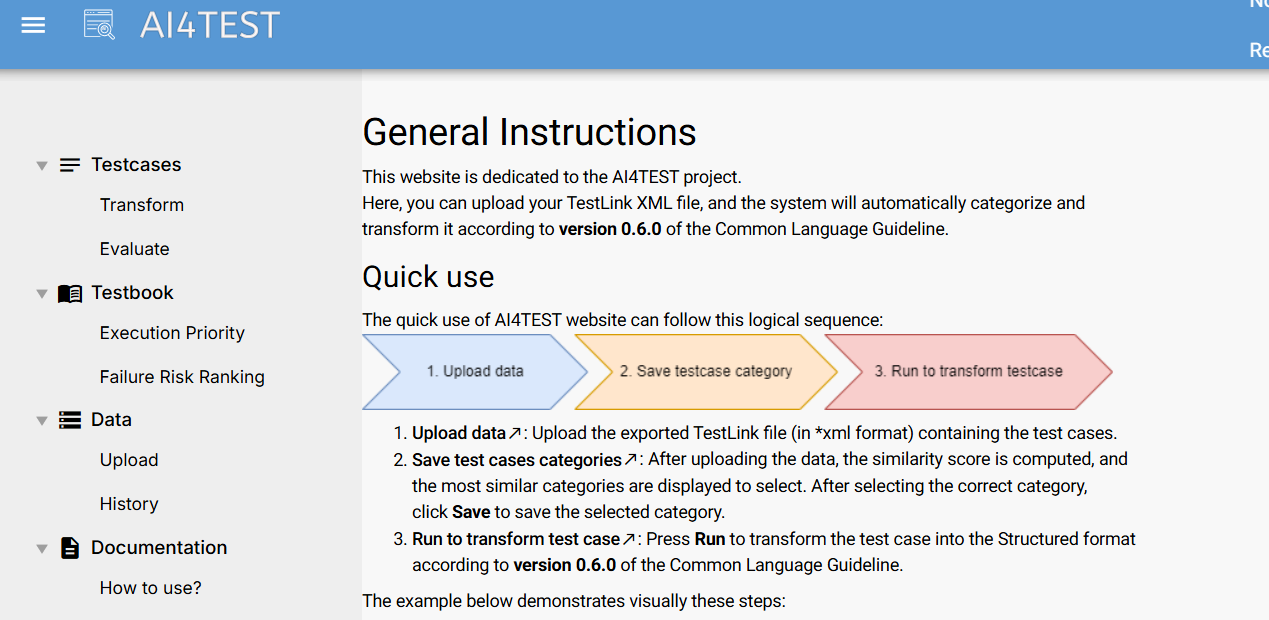 AI4TEST
Re
Testcases
Transform
Evaluate
Testbook
Execution Priority
Failure Risk Ranking
Data
Upload
History
Documentation
How to use?
General Instructions
This website is dedicated to the AI4TEST project.
Here, you can upload your TestLink XML file, and the system will automatically categorize and
transform it according to version 0.6.0 of the Common Language Guideline.
Quick use
The quick use of AI4TEST website can follow this logical sequence:
1. Upload data
2. Save testcase category
3. Run to transform testcase
1. Upload data↗: Upload the exported TestLink file (in *xml format) containing the test cases.
2. Save test cases categories↗: After uploading the data, the similarity score is computed, and
the most similar categories are displayed to select. After selecting the correct category,
click Save to save the selected category.
3. Run to transform test case↗: Press Run to transform the test case into the Structured format
according to version 0.6.0 of the Common Language Guideline.
The example below demonstrates visually these steps: